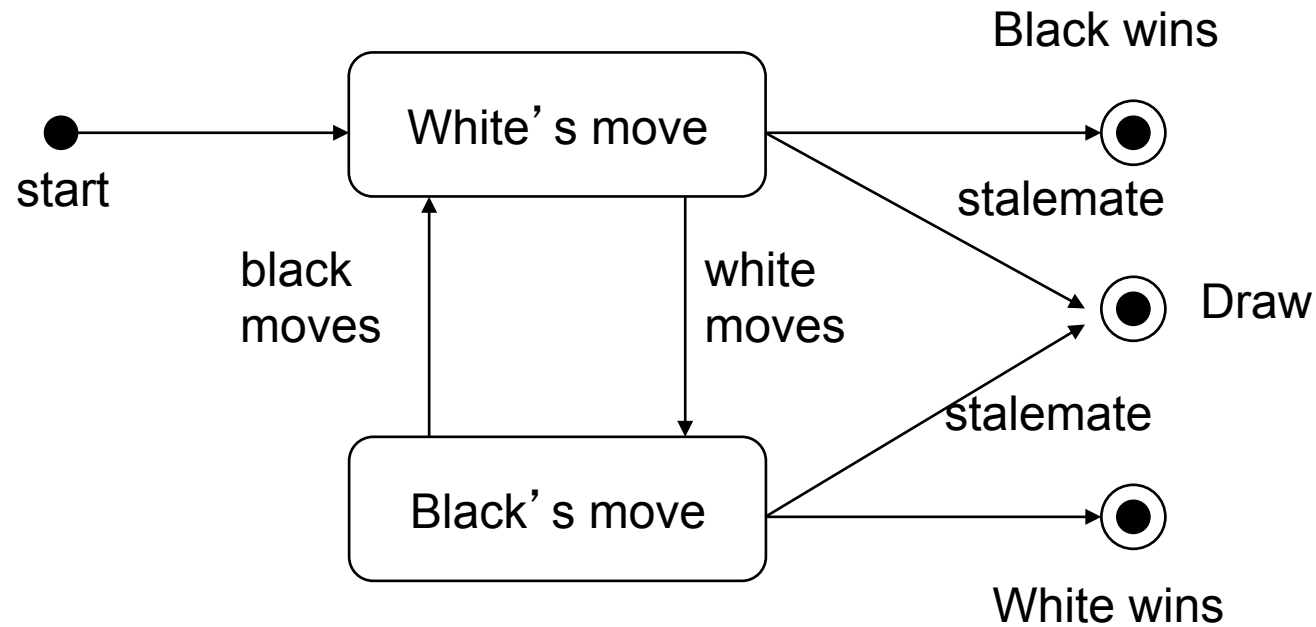 Black wins
White’s move
start
stalemate
black
moves
white
moves
Draw
stalemate
Black’s move
White wins